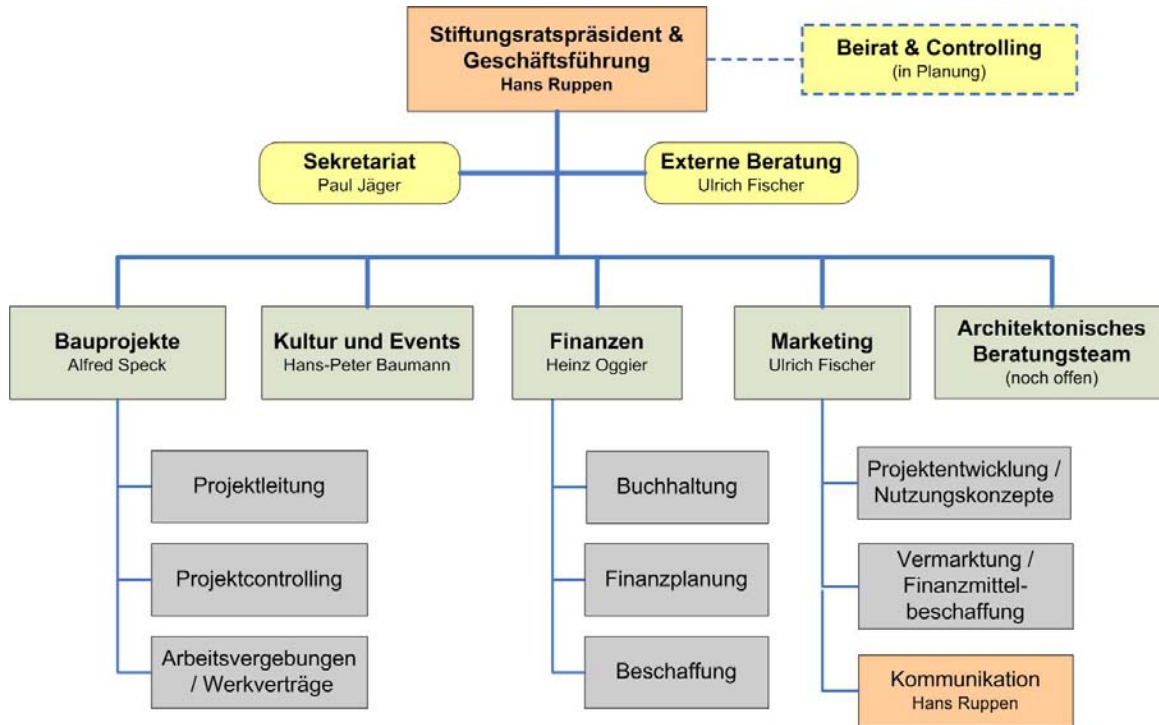 Stiftungsratspräsident &
Geschäftsführung
Hans Ruppen
Beirat & Controlling
(in Planung)
Sekretariat
Paul Jäger
Externe Beratung
Ulrich Fischer
Bauprojekte
Alfred Speck
Kultur und Events
Hans-Peter Baumann
Finanzen
Heinz Oggier
Marketing
Ulrich Fischer
Architektonisches
Beratungsteam
(noch offen)
Projektleitung
Projektcontrolling
Arbeitsvergebungen
/ Werkverträge
Buchhaltung
Finanzplanung
Beschaffung
Projektentwicklung /
Nutzungskonzepte
Vermarktung /
Finanzmittel-
beschaffung
Kommunikation
Hans Ruppen